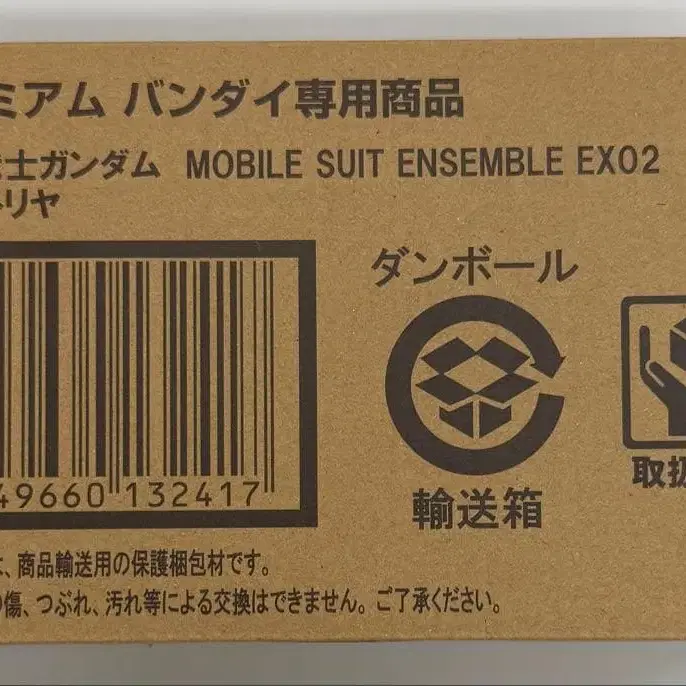 ミアム バンダイ専用商品
士ガンダム MOBILE SUIT ENSEMBLE EX02
リヤ
ダンボール
49660 132417
輸送箱
取扱
、商品輸送用の保護梱包材です。
傷、つぶれ、汚れ等による交換はできません。ご了承ください。